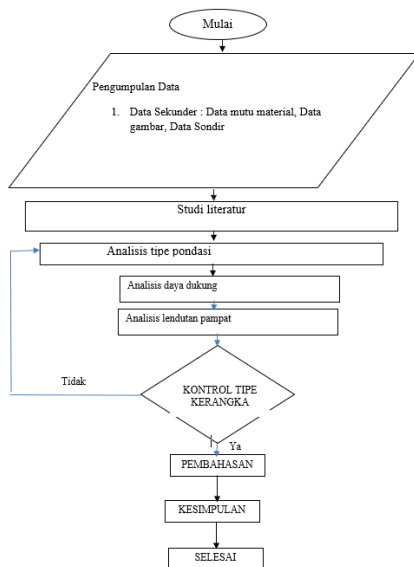 Mulai
Pengumpulan Data
1. Data Sekunder : Data mutu material, Data
gambar, Data Sondir
Studi literatur
Analisis tipe pondasi
Analisis daya dukung
Analisis lendutan pampat
Tidak
KONTROL TIPE
KERANGKA
Ya
PEMBAHASAN
KESIMPULAN
SELESAI